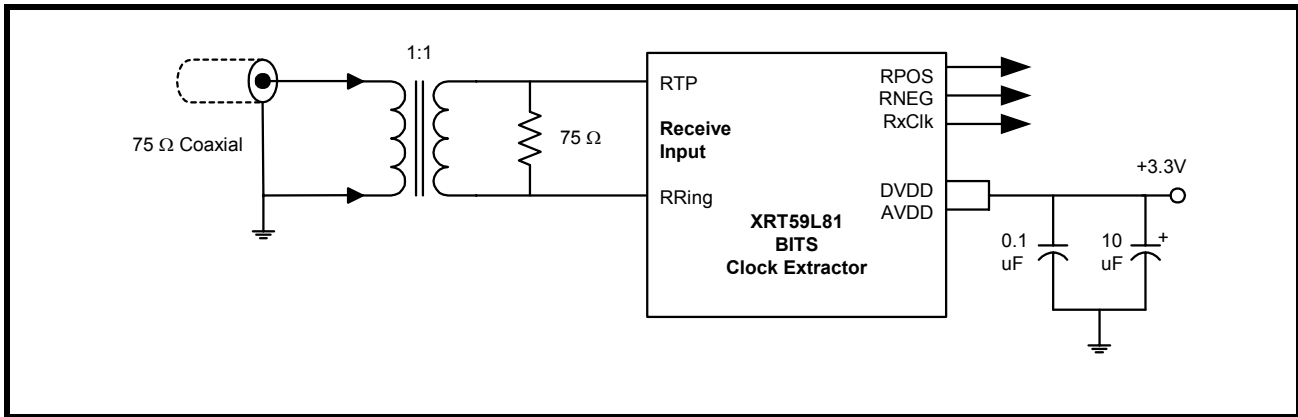 1:1
75 Ω Coaxial
75 Ω
RTP
Receive
Input
RRing
RPOS
RNEG
RxClk
DVDD
AVDD
XRT59L81
BITS
Clock Extractor
+3.3V
0.1
uF
10
uF
+